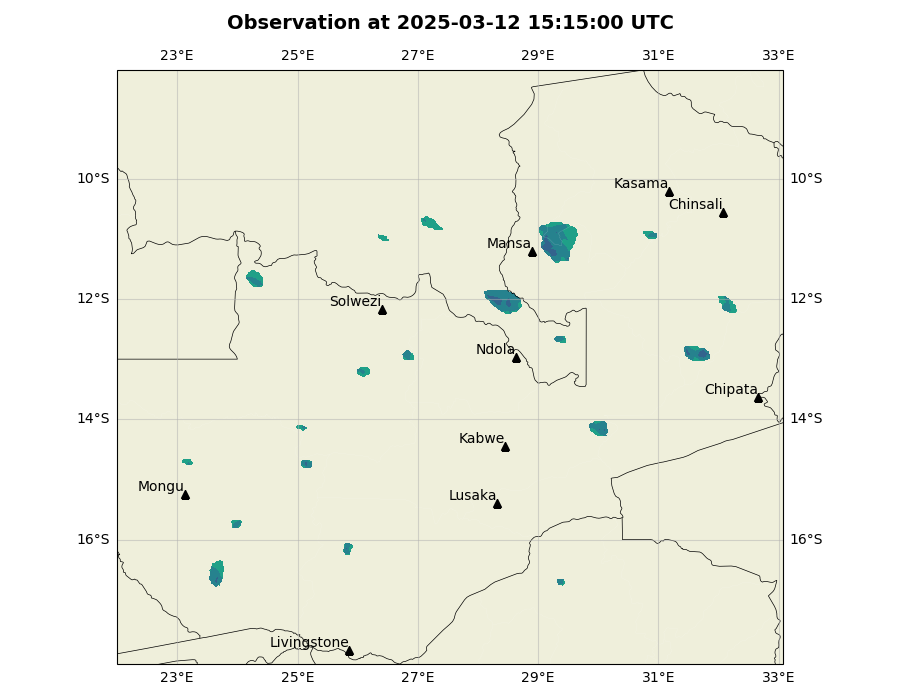 Observation at 2025-03-12 15:15:00 UTC
23°E 25°E 27°E 29°E 31°E 33°E
10°S 10°S
Kasama
Chinsali
Mansa
12°S 12°S
Solwezi
Ndola
Chipata
14°S 14°S
Kabwe
Mongu
Lusaka
16°S 16°S
Livingstone
23°E 25°E 27°E 29°E 31°E 33°E